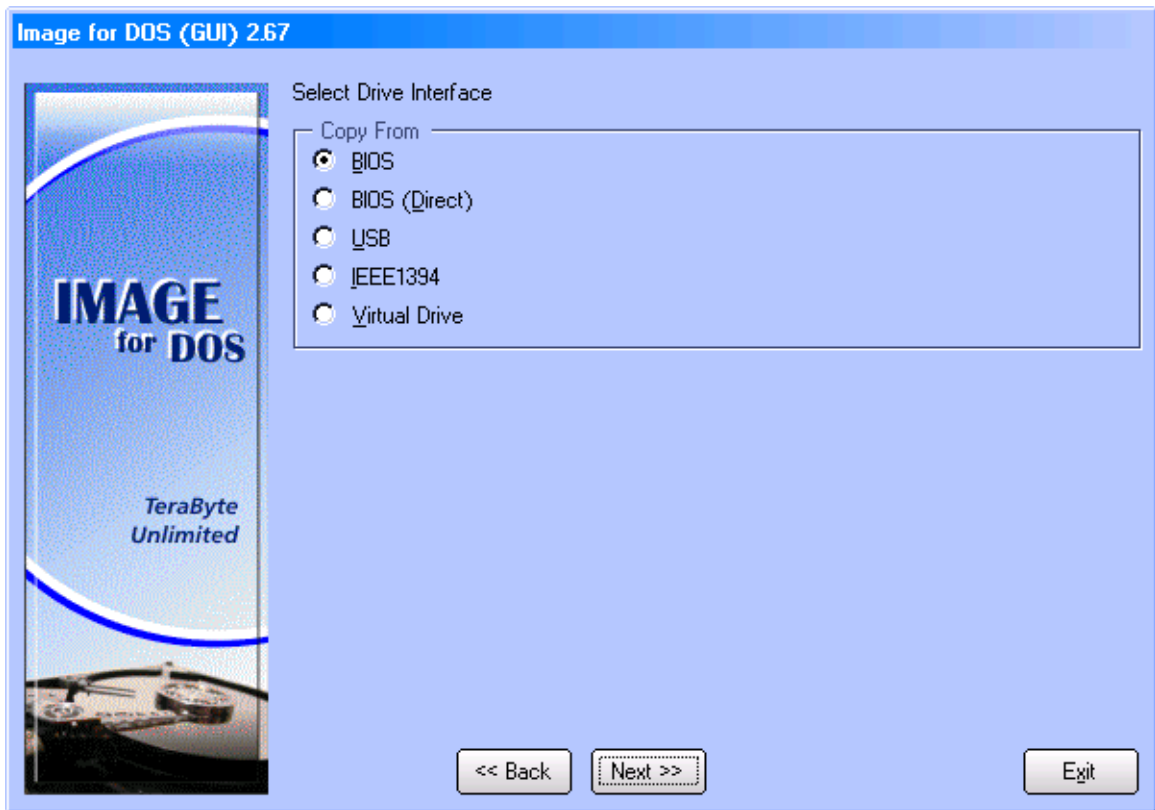 Image for DOS (GUI) 2.67
Select Drive Interface
Copy From
BIOS
BIOS (Direct)
USB
IEEE1394
Virtual Drive
IMAGE
for DOS
TeraByte
Unlimited
<< Back
Next >>
Exit